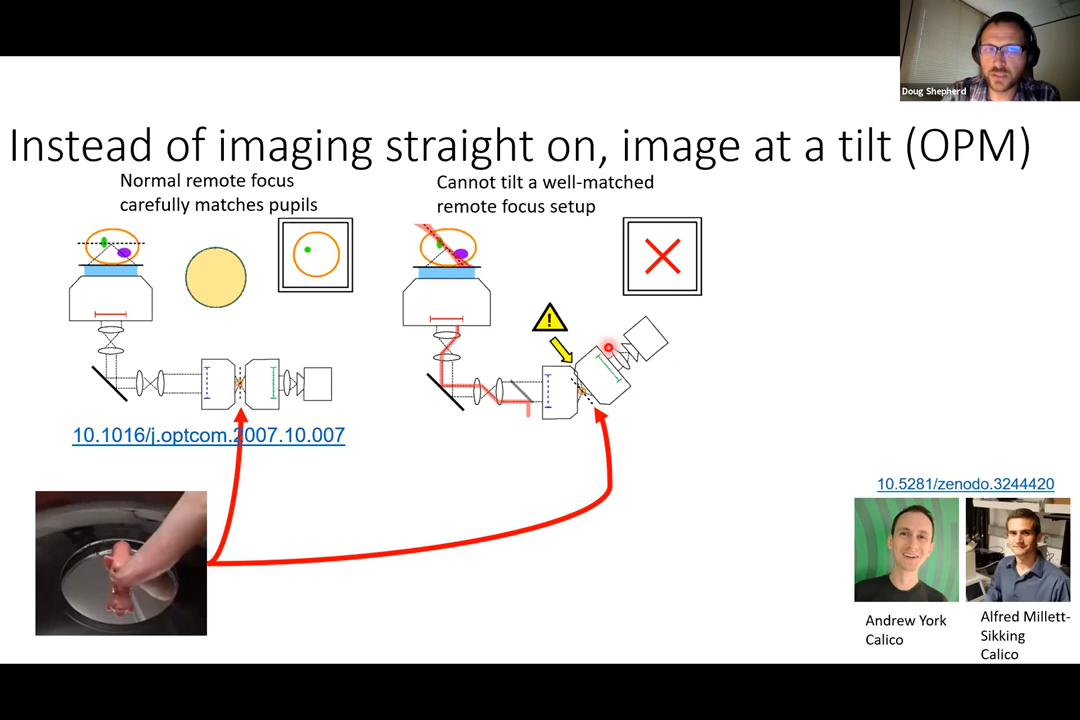 Doug Shepherd
Instead of imaging straight on, image at a tilt (OPM)
Normal remote focus
carefully matches pupils
Cannot tilt a well-matched
remote focus setup
!
10.1016/j.optcom.2007.10.007
10.5281/zenodo.3244420
Andrew York
Calico
Alfred Millett-
Sikking
Calico